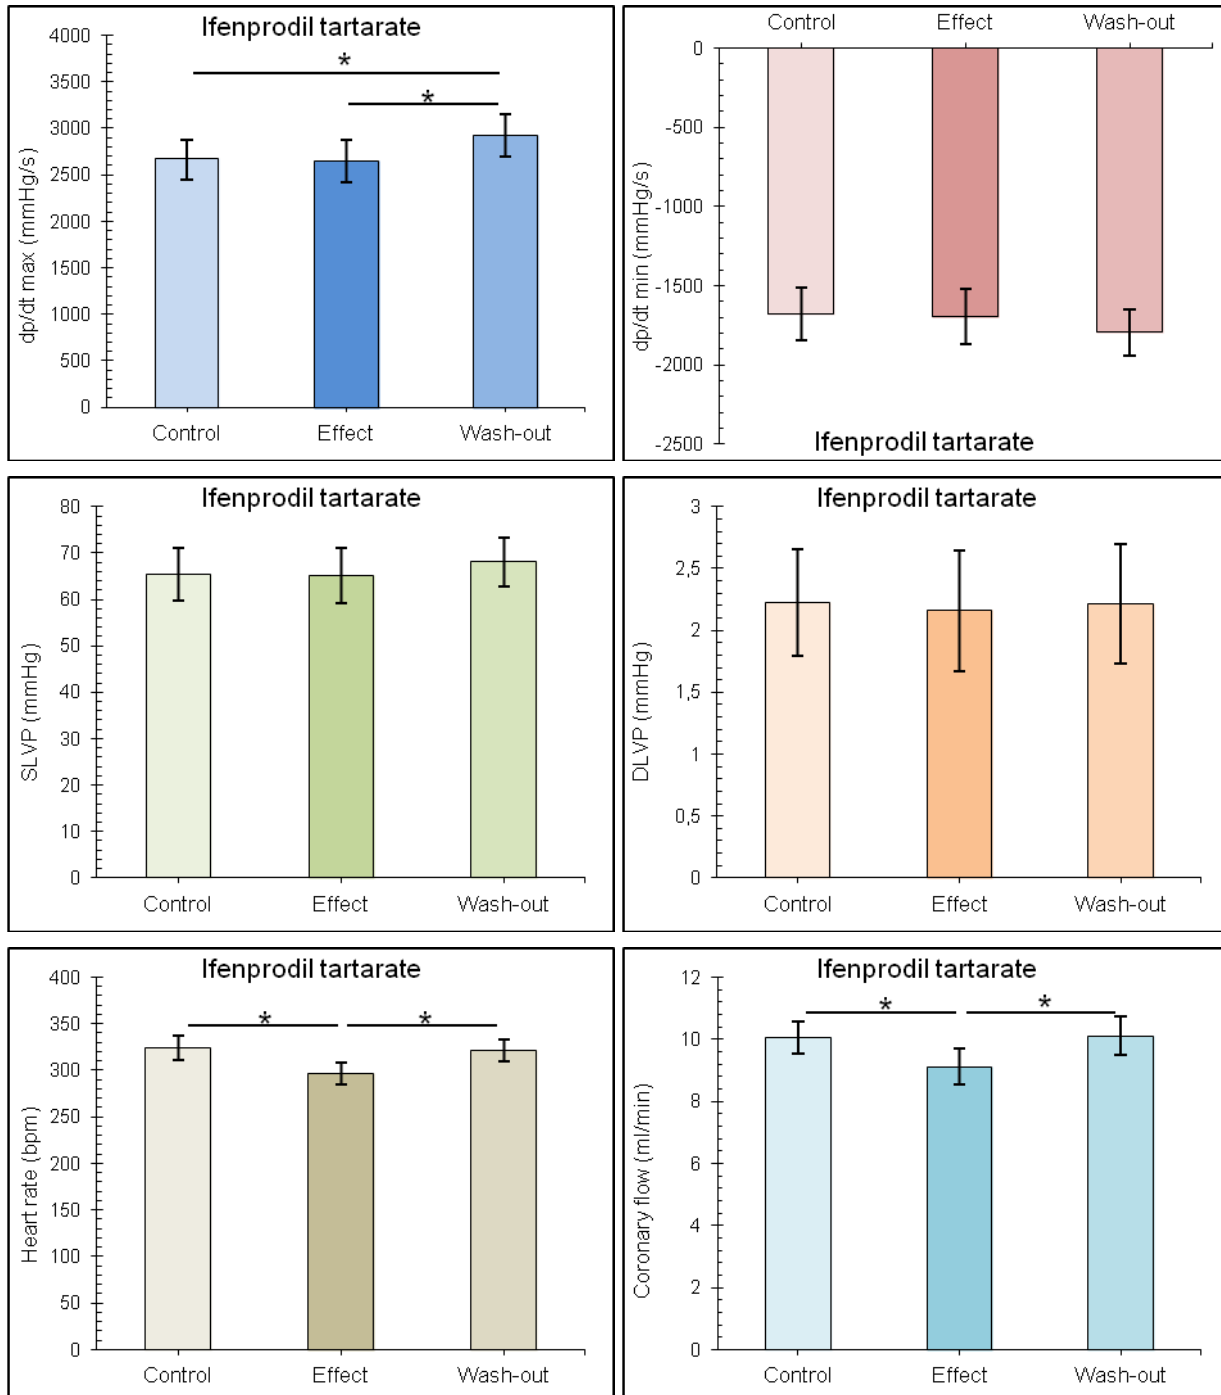 Ifenprodil tartarate
4000
3500
3000
2500
2000
1500
1000
500
0
dp/dt max (mmHg/s)
*
*
Control Effect Wash-out
Control Effect Wash-out
0
-500
-1000
-1500
-2000
-2500
dp/dt min (mmHg/s)
Ifenprodil tartarate
Ifenprodil tartarate
80
70
60
50
40
30
20
10
0
SLVP (mmHg)
Control Effect Wash-out
Ifenprodil tartarate
3
2,5
2
1,5
1
0,5
0
DLVP (mmHg)
Control Effect Wash-out
Ifenprodil tartarate
400
350
300
250
200
150
100
50
0
Heart rate (bpm)
* *
Control Effect Wash-out
Ifenprodil tartarate
12
10
8
6
4
2
0
Coronary flow (ml/min)
* *
Control Effect Wash-out